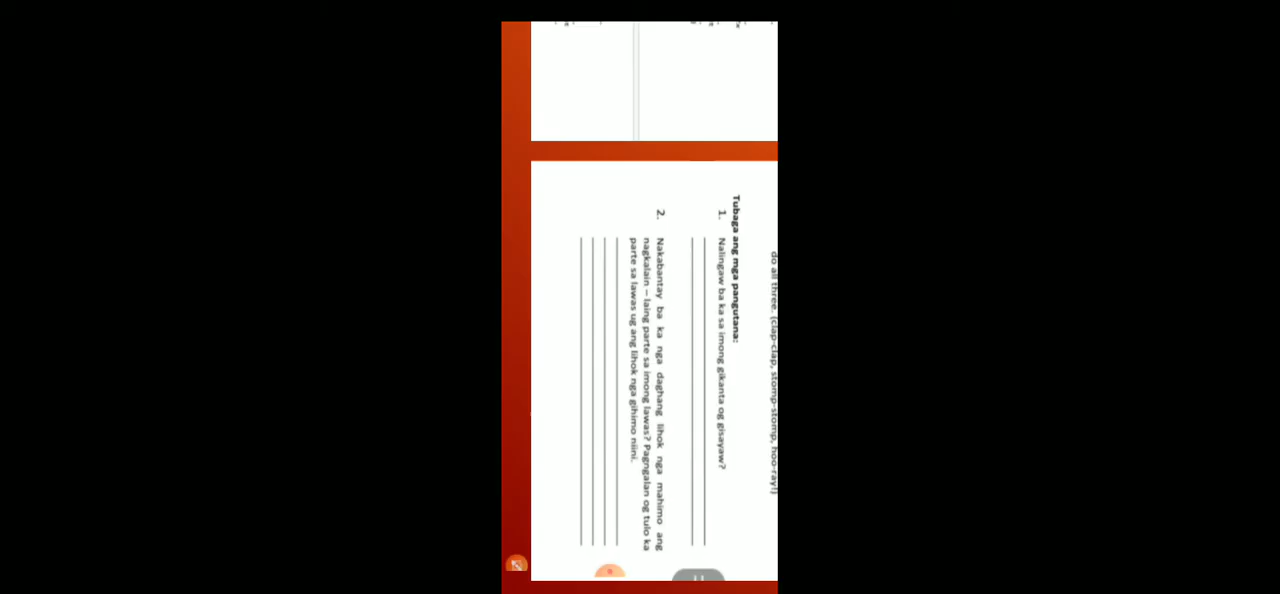 do all three. (clap-clap, stomp-stomp, hoo-ray!)
Tubaga ang mga pangutana:
1. Nalingaw ba ka sa imong gikanta og gisayaw?
2. Nakabantay ba ka nga daghang lihok nga mahimo ang
nagkalain – laing parte sa imong lawas? Pagngalan og tulo ka
parte sa lawas ug ang lihok nga gihimo niini.